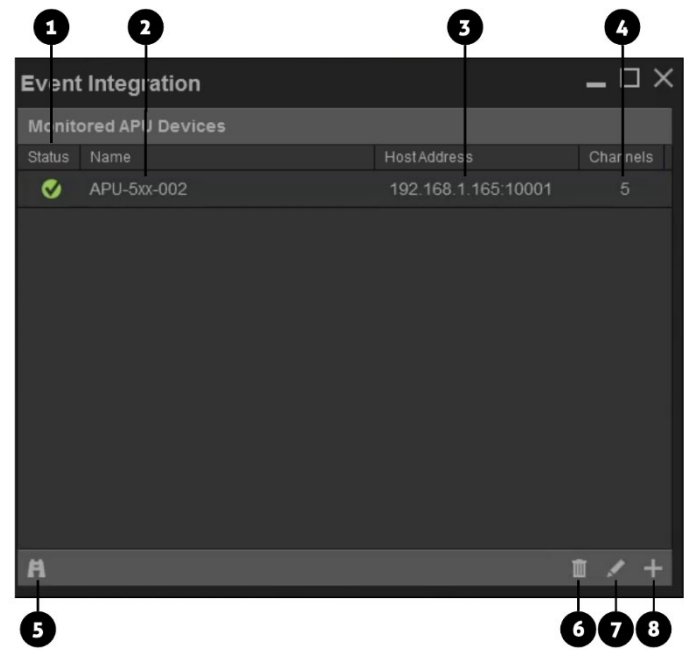 1 2 3 4
Event Integration
Monitored APU Devices
Status Name Host Address Channels
APU-5xx-002 192.168.1.165:10001 5
5 6 7 8